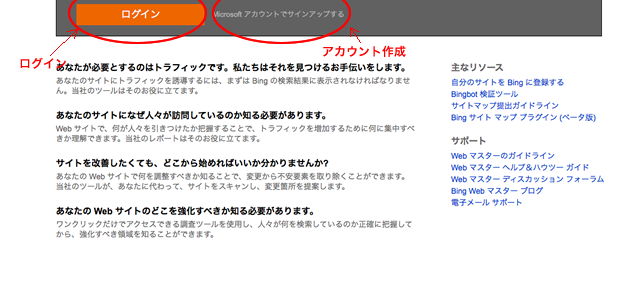 ログイン
Microsoft アカウントでサインアップする
ログイン
アカウント作成
あなたが必要とするのはトラフィックです。私たちはそれを見つけるお手伝いをします。
あなたのサイトにトラフィックを誘導するには、まずは Bing の検索結果に表示されなければなりませ
ん。当社のツールはそのお役に立てます。
あなたのサイトになぜ人々が訪問しているのか知る必要があります。
Web サイトで、何が人々を引きつけたか把握することで、トラフィックを増加するために何に集中すべ
きか理解できます。当社のレポートはそのお役に立てます。
サイトを改善したくても、どこから始めればいいか分かりませんか?
あなたの Web サイトで何を調整すべきか知ることで、変更から不安要素を取り除くことができます。
当社のツールが、あなたに代わって、サイトをスキャンし、変更箇所を提案します。
あなたの Web サイトのどこを強化すべきか知る必要があります。
ワンクリックだけでアクセスできる調査ツールを使用し、人々が何を検索しているのか正確に把握して
から、強化すべき領域を知ることができます。
主なリソース
自分のサイトを Bing に登録する
Bingbot 検証ツール
サイトマップ提出ガイドライン
Bing サイト マップ プラグイン (ベータ版)
サポート
Web マスターのガイドライン
Web マスター ヘルプ＆ハウツー ガイド
Web マスター ディスカッション フォーラム
Bing Web マスター ブログ
電子メール サポート